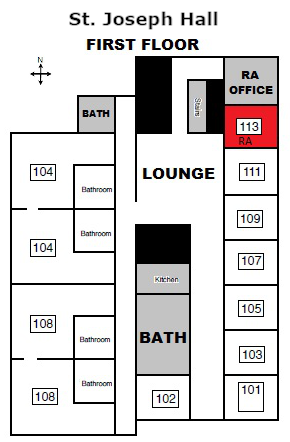 St. Joseph Hall
FIRST FLOOR
N
RA
OFFICE
Stairs
BATH
113
RA
104
LOUNGE
111
Bathroom
109
104
Bathroom
107
Kitchen
105
108
BATH
Bathroom
103
Bathroom
101
108
102